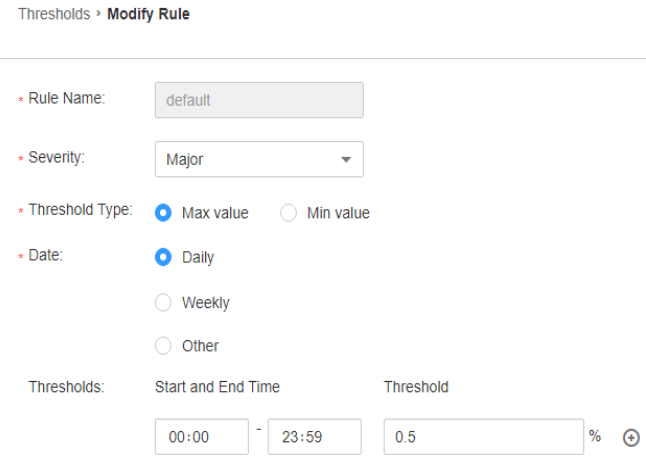 Thresholds > Modify Rule
* Rule Name: default
* Severity: Major
* Threshold Type: Max value Min value
* Date: Daily
Weekly
Other
Thresholds: Start and End Time Threshold
00:00 - 23:59 0.5 %